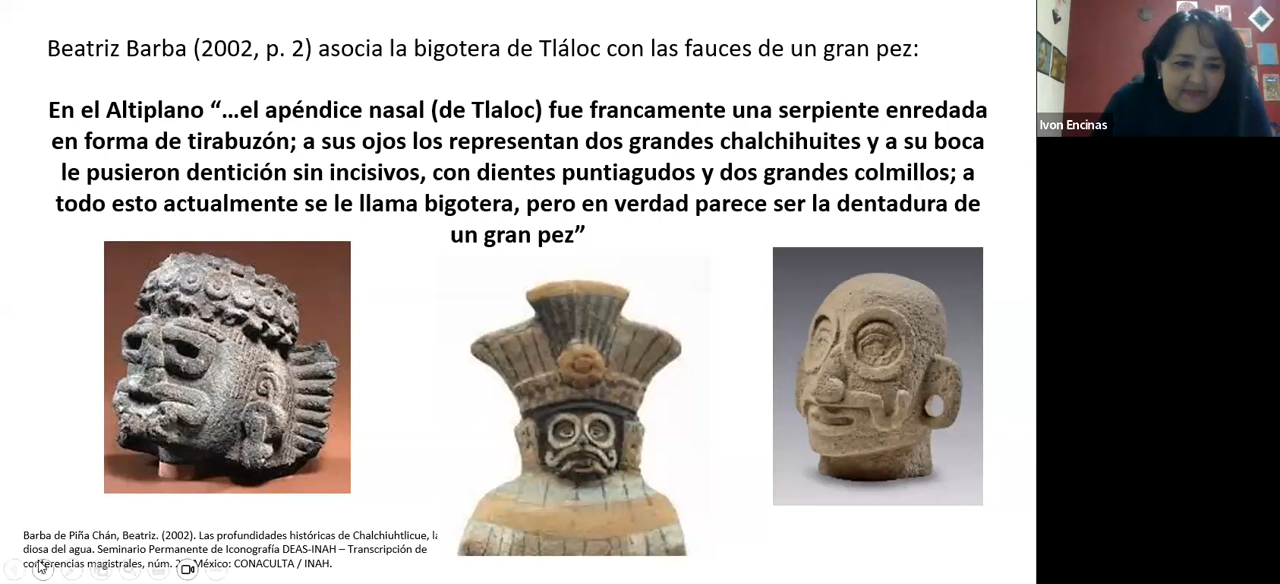 Beatriz Barba (2002, p. 2) asocia la bigotera de Tláloc con las fauces de un gran pez:
En el Altiplano “…el apéndice nasal (de Tlaloc) fue francamente una serpiente enredada
en forma de tirabuzón; a sus ojos los representan dos grandes chalchihuites y a su boca
le pusieron dentición sin incisivos, con dientes puntiagudos y dos grandes colmillos; a
todo esto actualmente se le llama bigotera, pero en verdad parece ser la dentadura de
un gran pez”
Barba de Piña Chán, Beatriz. (2002). Las profundidades históricas de Chalchiuhtlicue, la
diosa del agua. Seminario Permanente de Iconografía DEAS-INAH – Transcripción de
conferencias magistrales, núm. México: CONACULTA / INAH.
Ivon Encinas